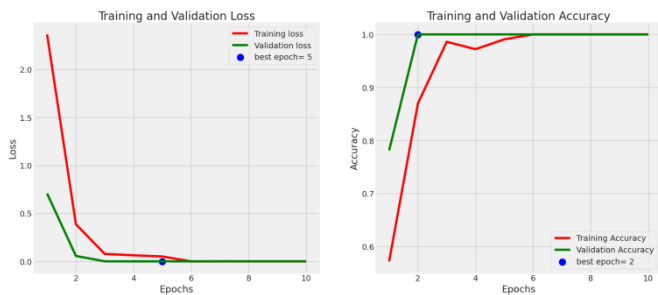 Training and Validation Loss
Training loss
Validation loss
best epoch= 5
2.0
1.5
1.0
0.5
0.0
Loss
2
4
6
8
10
Epochs
Training and Validation Accuracy
1.0
0.9
0.8
0.7
0.6
Accuracy
Training Accuracy
Validation Accuracy
best epoch= 2
2
4
6
8
10
Epochs